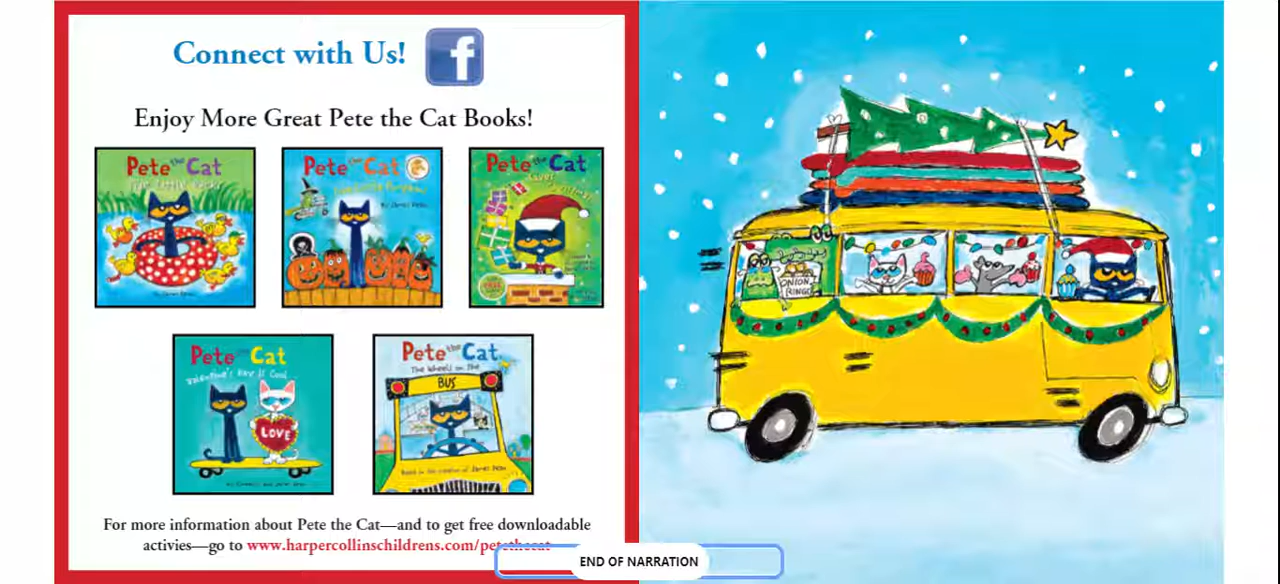 Connect with Us!
f
Enjoy More Great Pete the Cat Books!
Pete the Cat
Pete the Cat
Pete the Cat
Saves
Christmas
ONION
RINGS
Pete the Cat
Valentine's Day Is Cool
LOVE
Pete the Cat
The Wheels on the
BUS
For more information about Pete the Cat—and to get free downloadable
activies—go to www.harpercollinschildrens.com/petethecat
END OF NARRATION